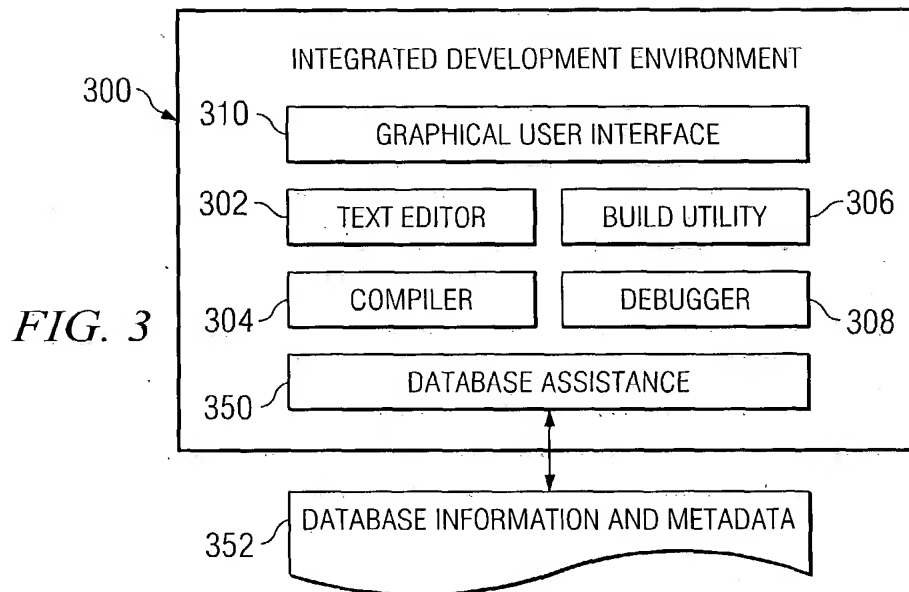 INTEGRATED DEVELOPMENT ENVIRONMENT
300
310
GRAPHICAL USER INTERFACE
302
TEXT EDITOR
BUILD UTILITY
306
FIG. 3
304
COMPILER
DEBUGGER
308
350
DATABASE ASSISTANCE
352
DATABASE INFORMATION AND METADATA